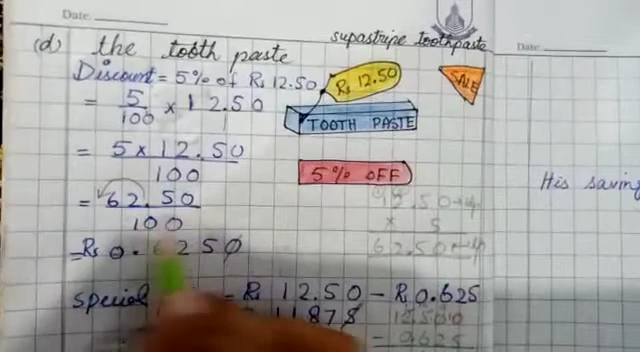 Date.
(d) the tooth paste
supastripe toothpaste
Date
Discount = 5% of Rs 12.50
Rs 12.50
SALE
= 5/100 × 12.50
TOOTH PASTE
= 5 × 12.50
100
5% OFF
His saving
= 62.50
100
12.50
× 5
62.50
= Rs 0.6250
special = Rs 12.50 - Rs 0.625
11.875
12.500
- 0.625